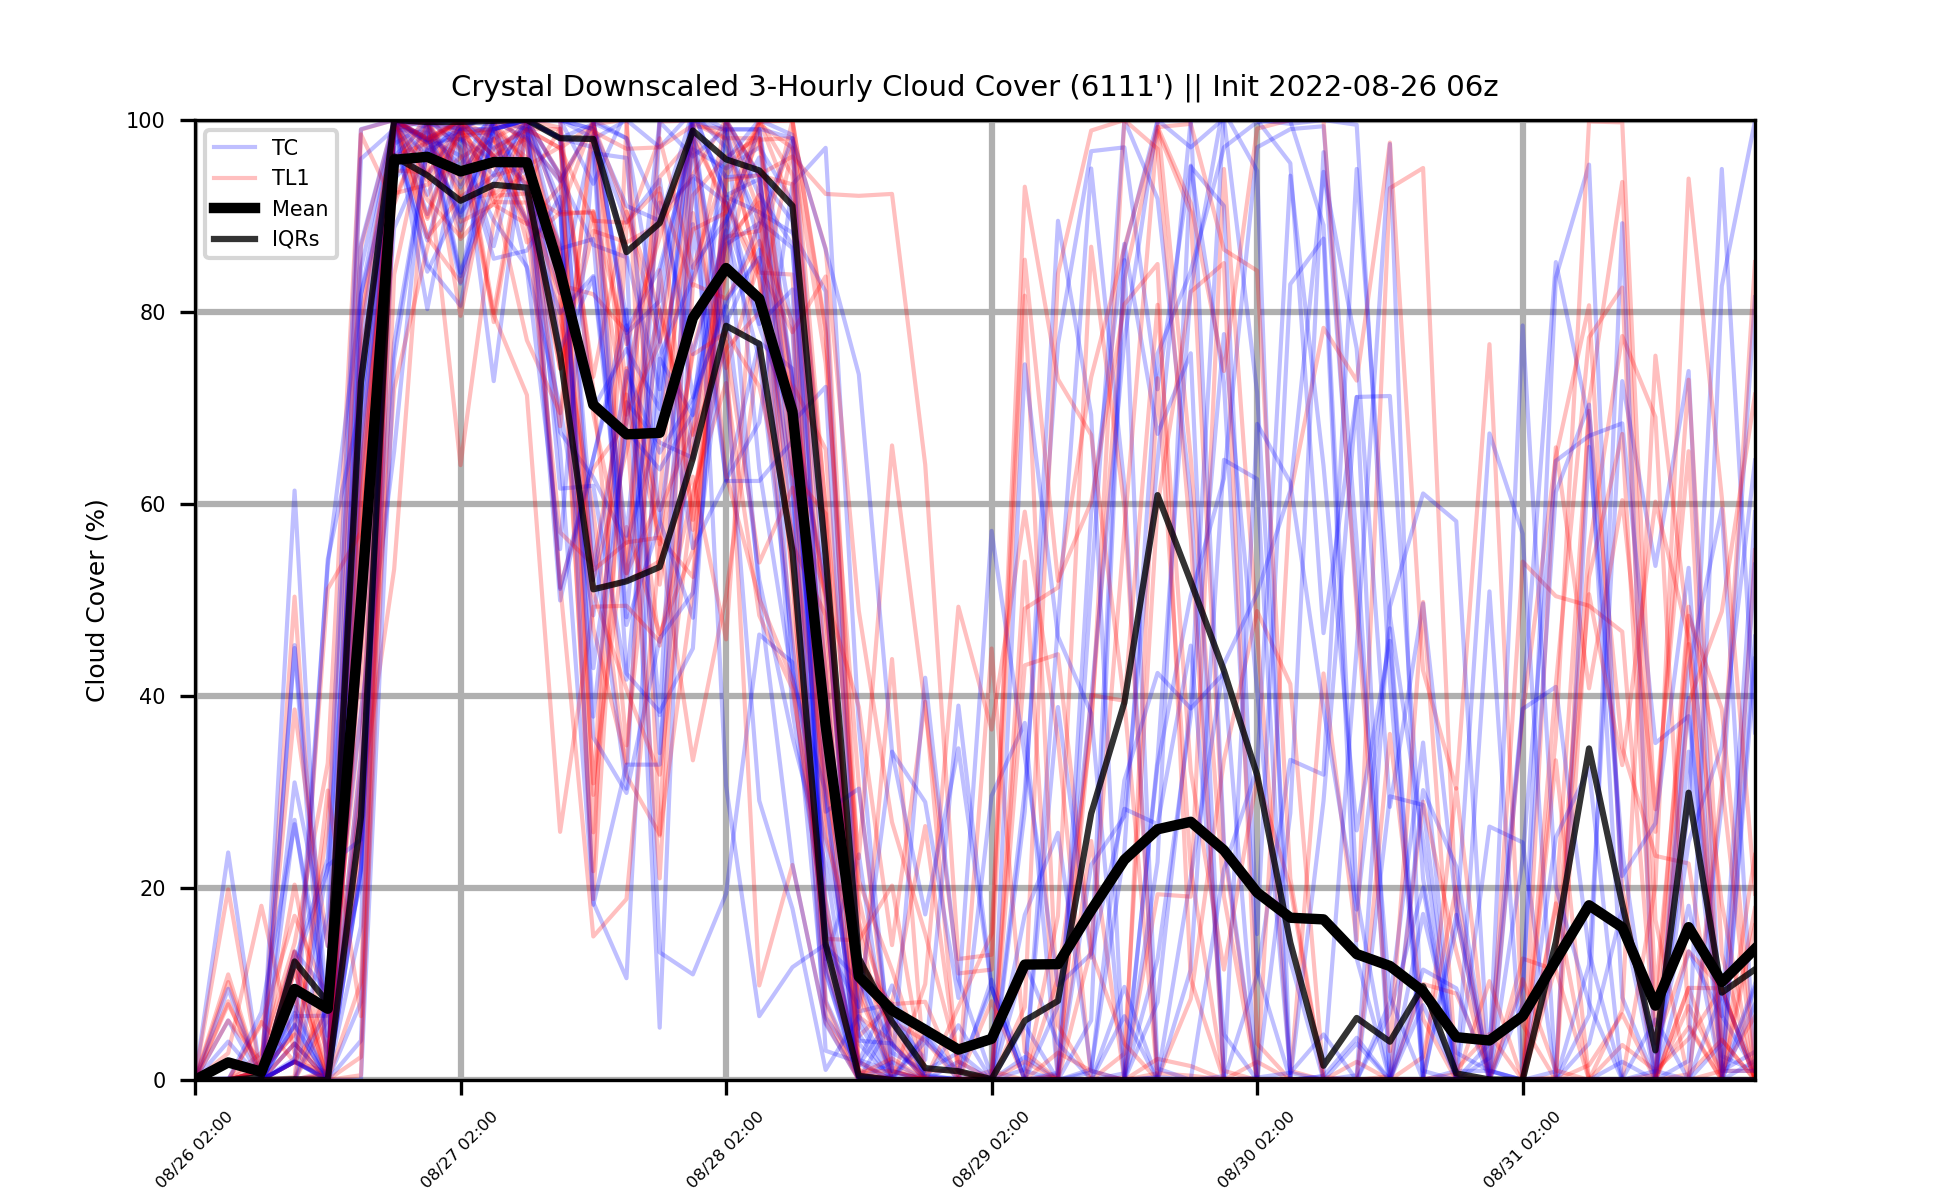 Crystal Downscaled 3-Hourly Cloud Cover (6111') || Init 2022-08-26 06z
100
80
60
40
20
0
Cloud Cover (%)
TC
TL1
Mean
IQRs
08/26 02:00
08/27 02:00
08/28 02:00
08/29 02:00
08/30 02:00
08/31 02:00